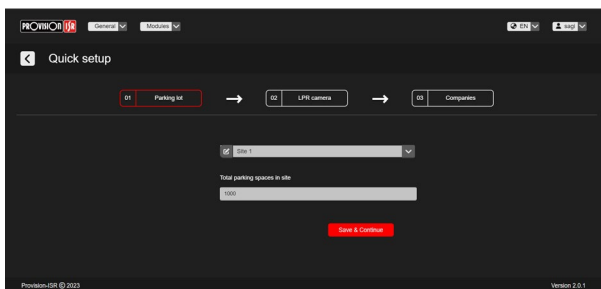 PROVISION ISR General Modules EN sagi
Quick setup
01 Parking lot 02 LPR camera 03 Companies
Site 1
Total parking spaces in site
1000
Save & Continue
Provision-ISR © 2023 Version 2.0.1